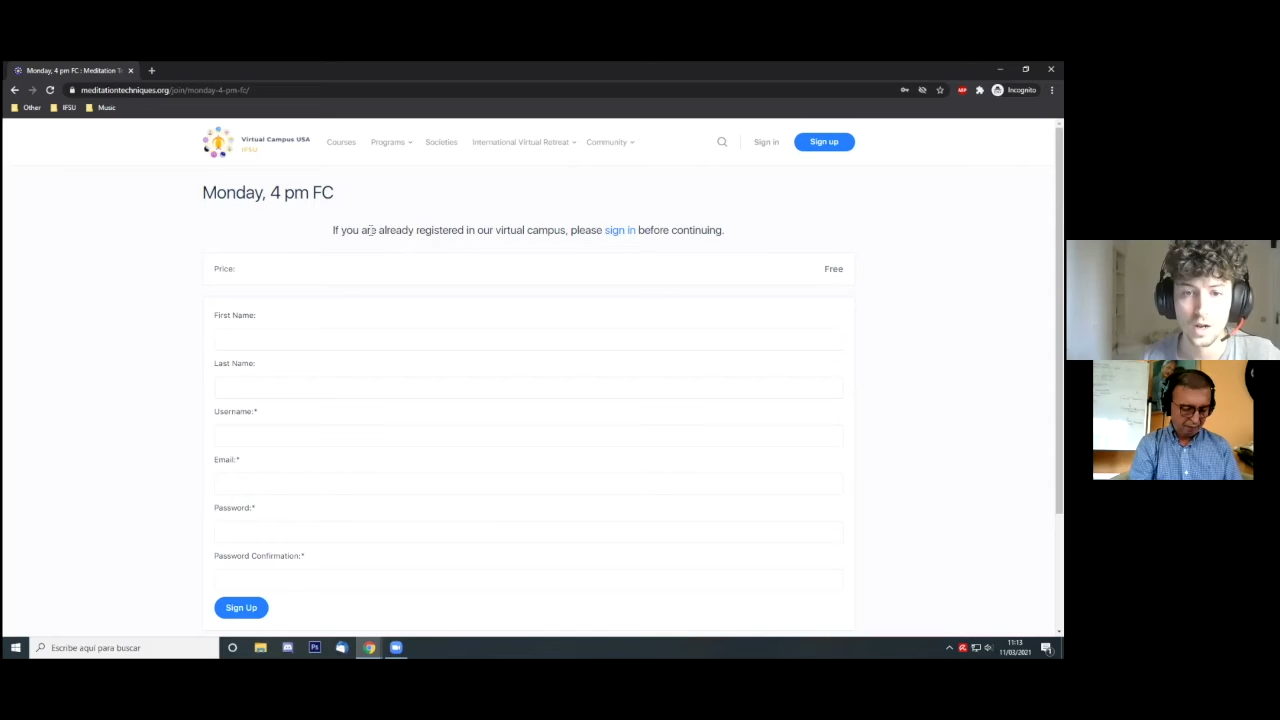 Monday, 4 pm FC : Meditation T
meditationtechniques.org/join/monday-4-pm-fc/
ABP
Incognito
Other IFSU Music
Virtual Campus USA
IFSU
Courses Programs Societies International Virtual Retreat Community Sign in Sign up
Monday, 4 pm FC
If you are already registered in our virtual campus, please sign in before continuing.
Price: Free
First Name:
Last Name:
Username:*
Email:*
Password:*
Password Confirmation:*
Sign Up
Escribe aquí para buscar
Ps
11:13
11/03/2021